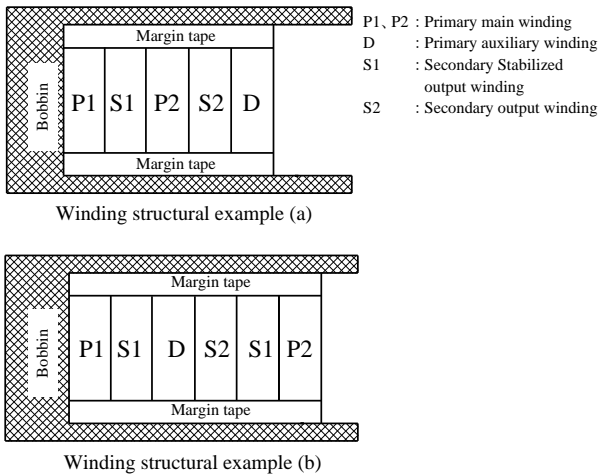 Margin tape
Bobbin
P1 S1 P2 S2 D
Margin tape
Winding structural example (a)
P1、P2 : Primary main winding
D : Primary auxiliary winding
S1 : Secondary Stabilized
output winding
S2 : Secondary output winding
Margin tape
Bobbin
P1 S1 D S2 S1 P2
Margin tape
Winding structural example (b)